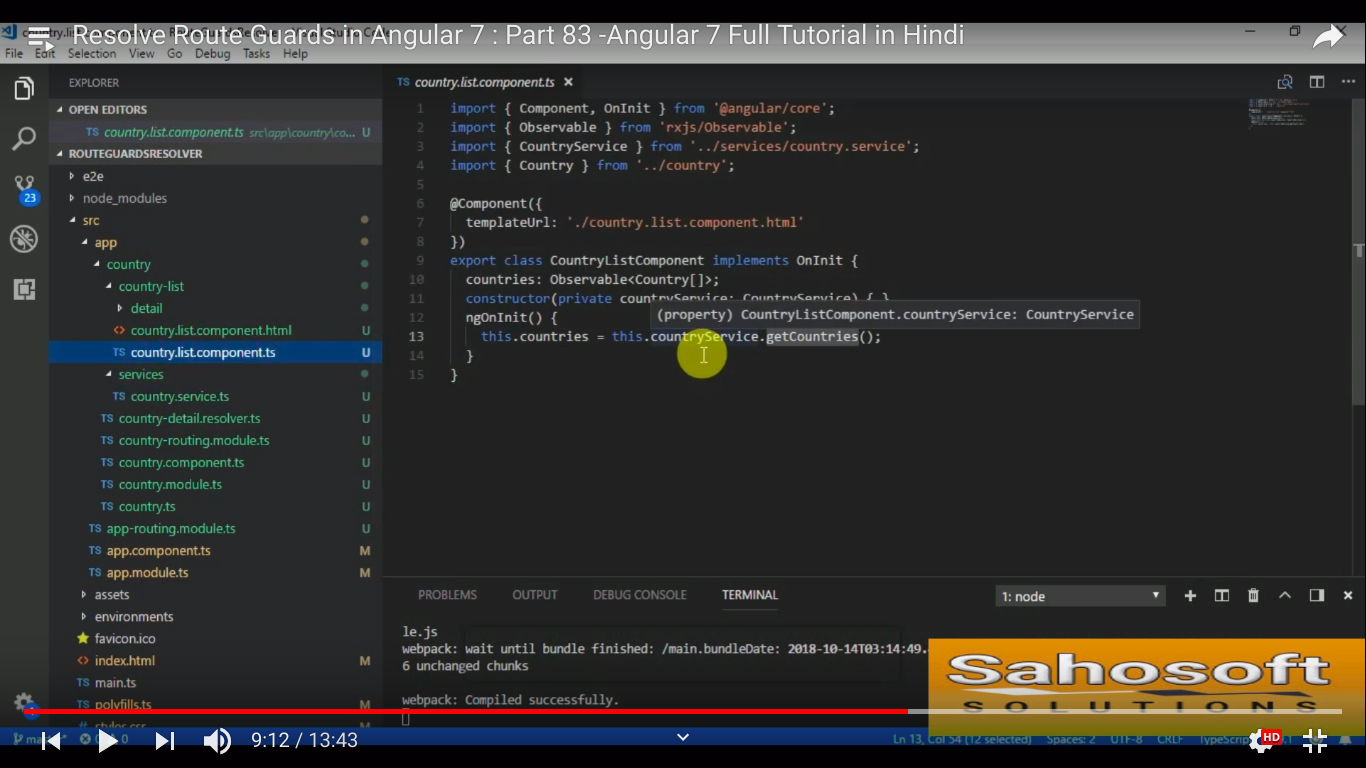 Resolve Route Guards in Angular 7 : Part 83 -Angular 7 Full Tutorial in Hindi
File Edit Selection View Go Debug Tasks Help
EXPLORER
OPEN EDITORS
TS country.list.component.ts src\app\country\co... U
ROUTEGUARDSRESOLVER
e2e
node_modules
src
app
country
country-list
detail
<> country.list.component.html U
TS country.list.component.ts U
services
TS country.service.ts U
TS country-detail.resolver.ts U
TS country-routing.module.ts U
TS country.component.ts U
TS country.module.ts U
TS country.ts U
TS app-routing.module.ts U
TS app.component.ts M
TS app.module.ts M
assets
environments
favicon.ico
<> index.html M
TS main.ts
TS polyfills.ts M
# styles.css M
23
TS country.list.component.ts ×
1 import { Component, OnInit } from '@angular/core';
2 import { Observable } from 'rxjs/Observable';
3 import { CountryService } from '../services/country.service';
4 import { Country } from '../country';
5
6 @Component({
7 templateUrl: './country.list.component.html'
8 })
9 export class CountryListComponent implements OnInit {
10 countries: Observable<Country[]>;
11 constructor(private countryService: CountryService) { }
12 ngOnInit() {
(property) CountryListComponent.countryService: CountryService
13 this.countries = this.countryService.getCountries();
14 }
15 }
PROBLEMS OUTPUT DEBUG CONSOLE TERMINAL
1: node
le.js
webpack: wait until bundle finished: /main.bundleDate: 2018-10-14T03:14:49.
6 unchanged chunks
webpack: Compiled successfully.
Sahosoft
SOLUTIONS
Ln 13, Col 54 (12 selected) Spaces: 2 UTF-8 CRLF
9:12 / 13:43
HD